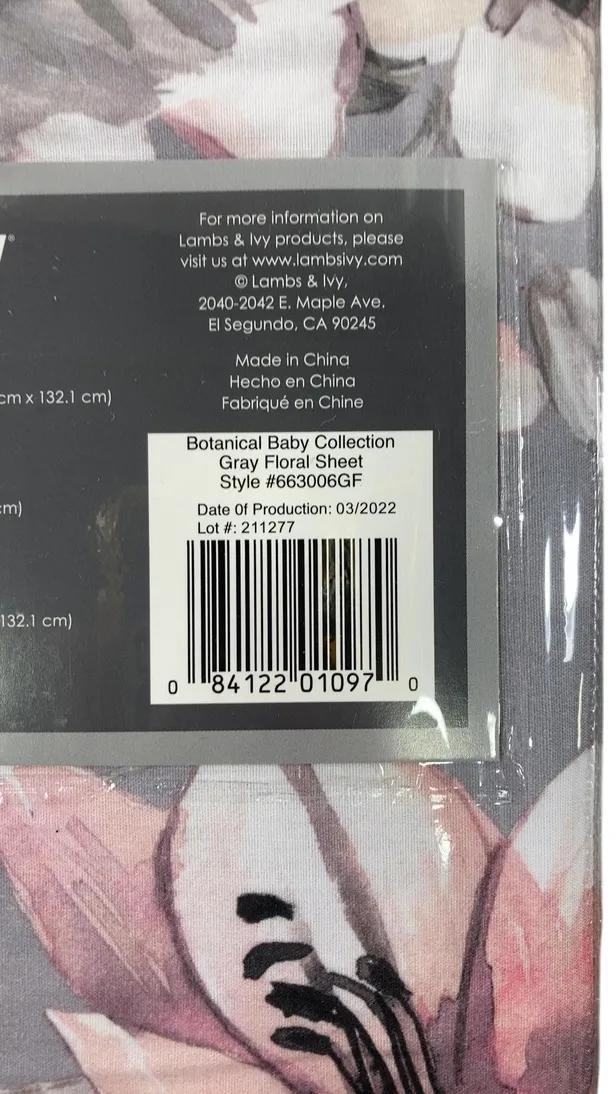 ®
For more information on
Lambs & Ivy products, please
visit us at www.lambsivy.com
© Lambs & Ivy,
2040-2042 E. Maple Ave.
El Segundo, CA 90245
Made in China
Hecho en China
Fabriqué en Chine
cm x 132.1 cm)
cm)
132.1 cm)
Botanical Baby Collection
Gray Floral Sheet
Style #663006GF
Date Of Production: 03/2022
Lot #: 211277
0 84122 01097 0